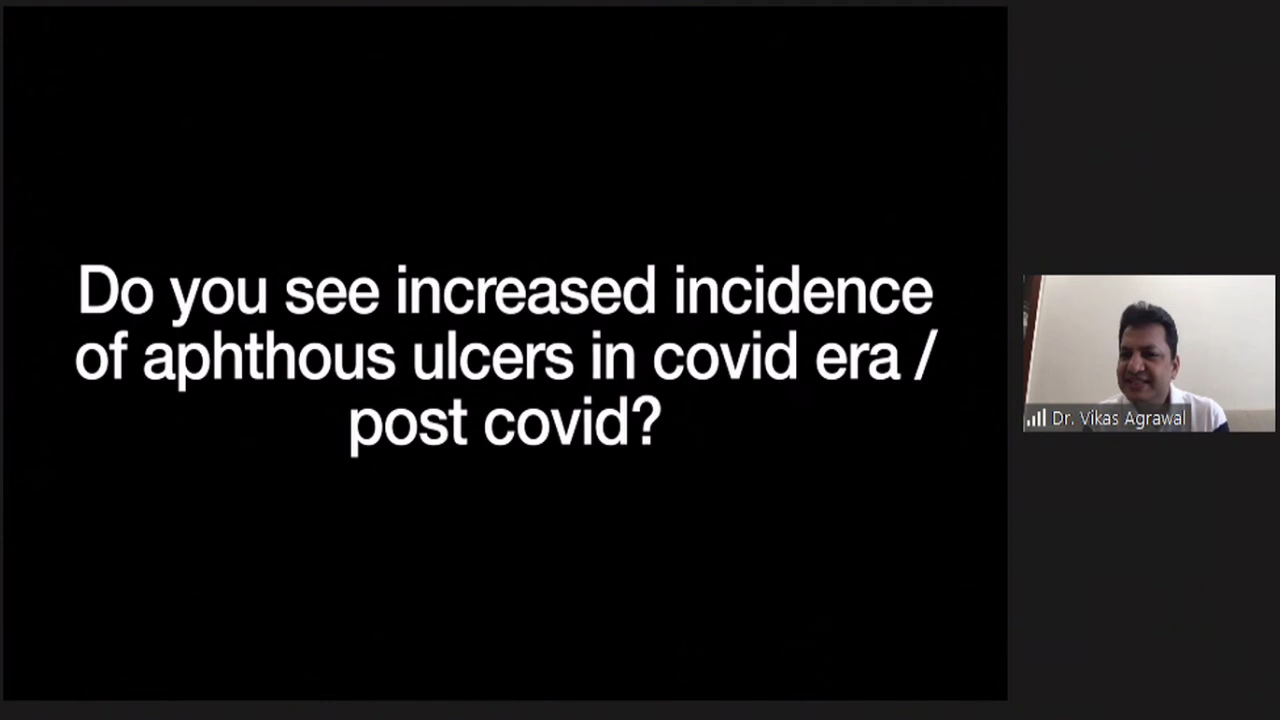 Do you see increased incidence
of aphthous ulcers in covid era /
post covid?
Dr. Vikas Agrawal